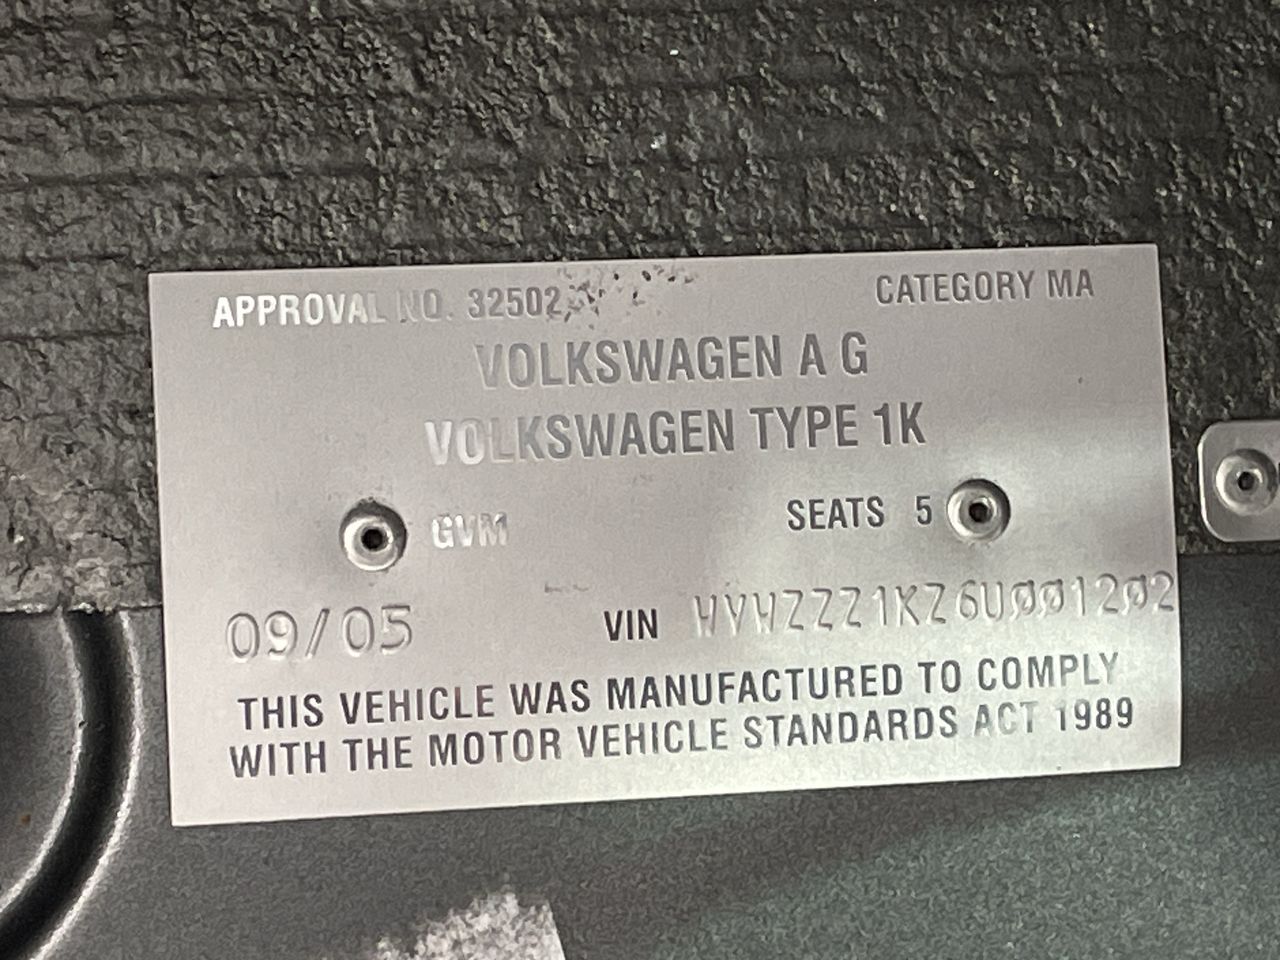 APPROVAL NO. 32502 CATEGORY MA
VOLKSWAGEN A G
VOLKSWAGEN TYPE 1K
GVM SEATS 5
09/05 VIN WVWZZZ1KZ6U001202
THIS VEHICLE WAS MANUFACTURED TO COMPLY
WITH THE MOTOR VEHICLE STANDARDS ACT 1989